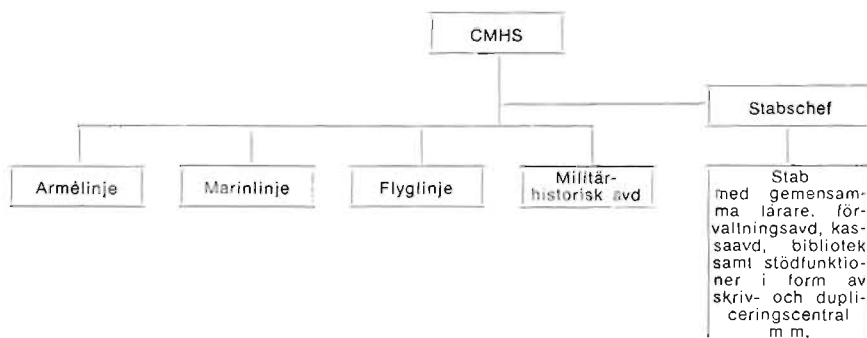 CMHS
Stabschef
Armélinje
Marinlinje
Flyglinje
Militär-
historisk avd
Stab
med gemensam-
ma lärare, för-
valtningsavd, kas-
saavd, bibliotek
samt stödfunktio-
ner i form av
skriv- och dupli-
ceringscentral
m m.